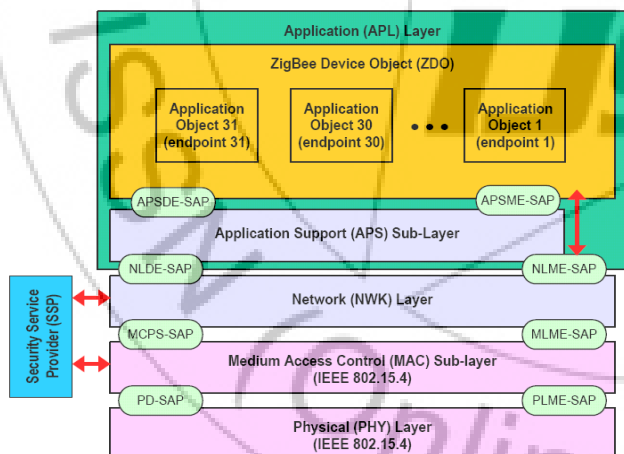 Application (APL) Layer
ZigBee Device Object (ZDO)
Application
Object 31
(endpoint 31)
Application
Object 30
(endpoint 30)
Application
Object 1
(endpoint 1)
APSDE-SAP
APSME-SAP
Application Support (APS) Sub-Layer
NLDE-SAP
NLME-SAP
Security Service
Provider (SSP)
Network (NWK) Layer
MCPS-SAP
MLME-SAP
Medium Access Control (MAC) Sub-layer
(IEEE 802.15.4)
PD-SAP
PLME-SAP
Physical (PHY) Layer
(IEEE 802.15.4)
ISSN
Onlin